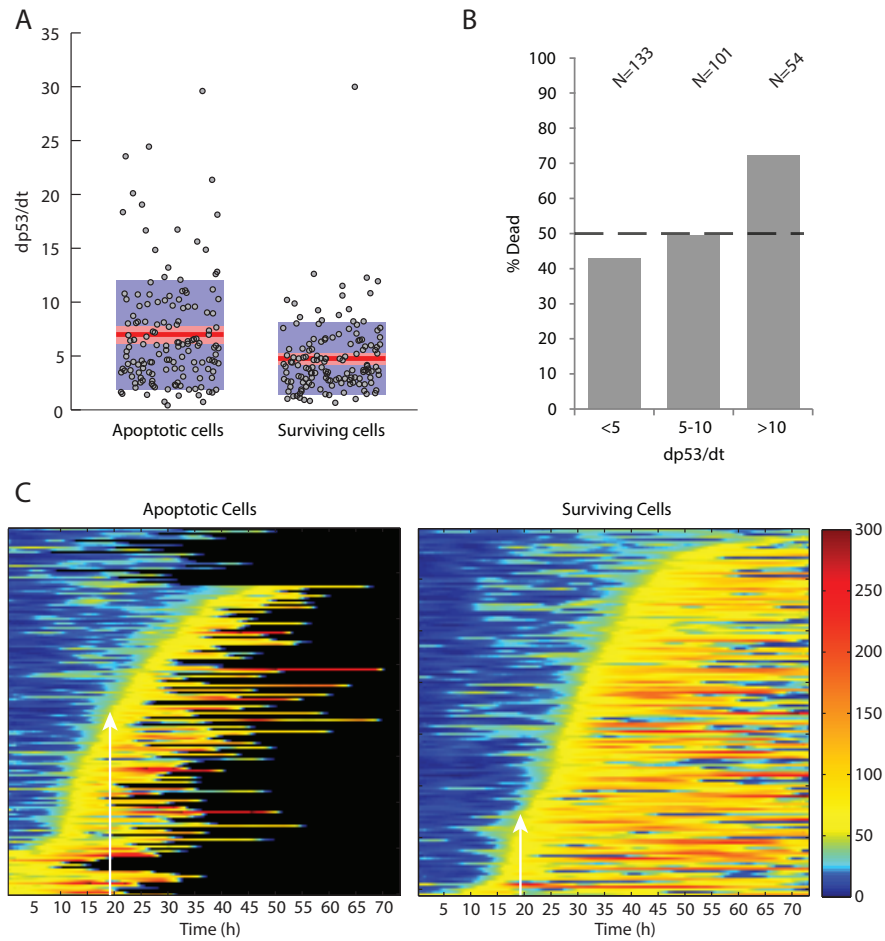 A
35
30
25
20
15
10
5
0
dp53/dt
Apoptotic cells
Surviving cells
B
100
90
80
70
60
50
40
30
20
10
0
% Dead
N=133
N=101
N=54
<5
5-10
>10
dp53/dt
C
Apoptotic Cells
5 10 15 20 25 30 35 40 45 50 55 60 65 70
Time (h)
Surviving Cells
5 10 15 20 25 30 35 40 45 50 55 60 65 70
Time (h)
300
250
200
150
100
50
0